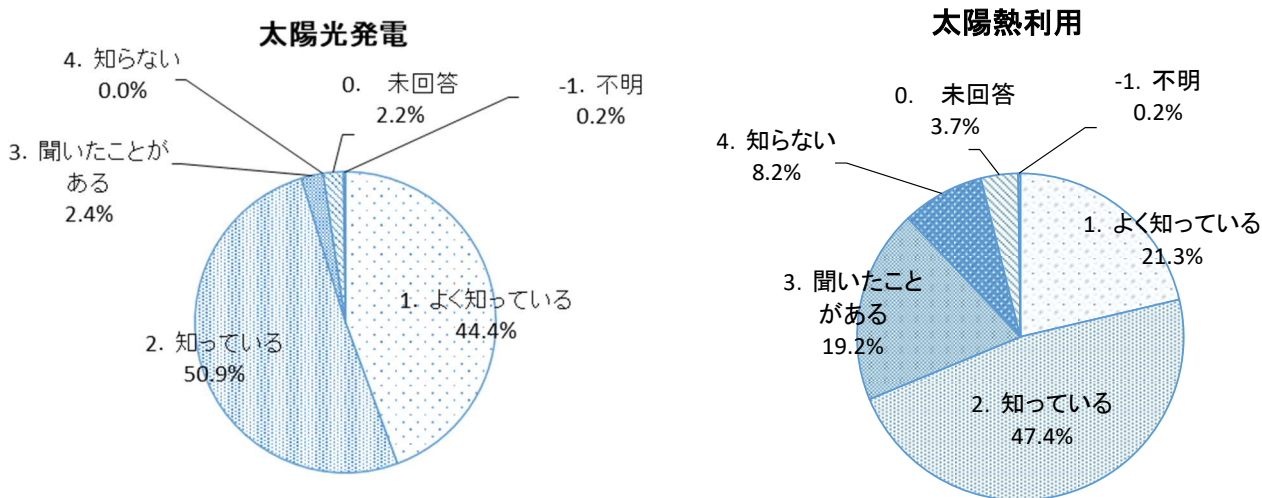 太陽光発電
4. 知らない
0.0%
0. 未回答
2.2%
-1. 不明
0.2%
3. 聞いたことが
ある
2.4%
1. よく知っている
44.4%
2. 知っている
50.9%
太陽熱利用
0. 未回答
3.7%
-1. 不明
0.2%
4. 知らない
8.2%
1. よく知っている
21.3%
3. 聞いたこと
がある
19.2%
2. 知っている
47.4%